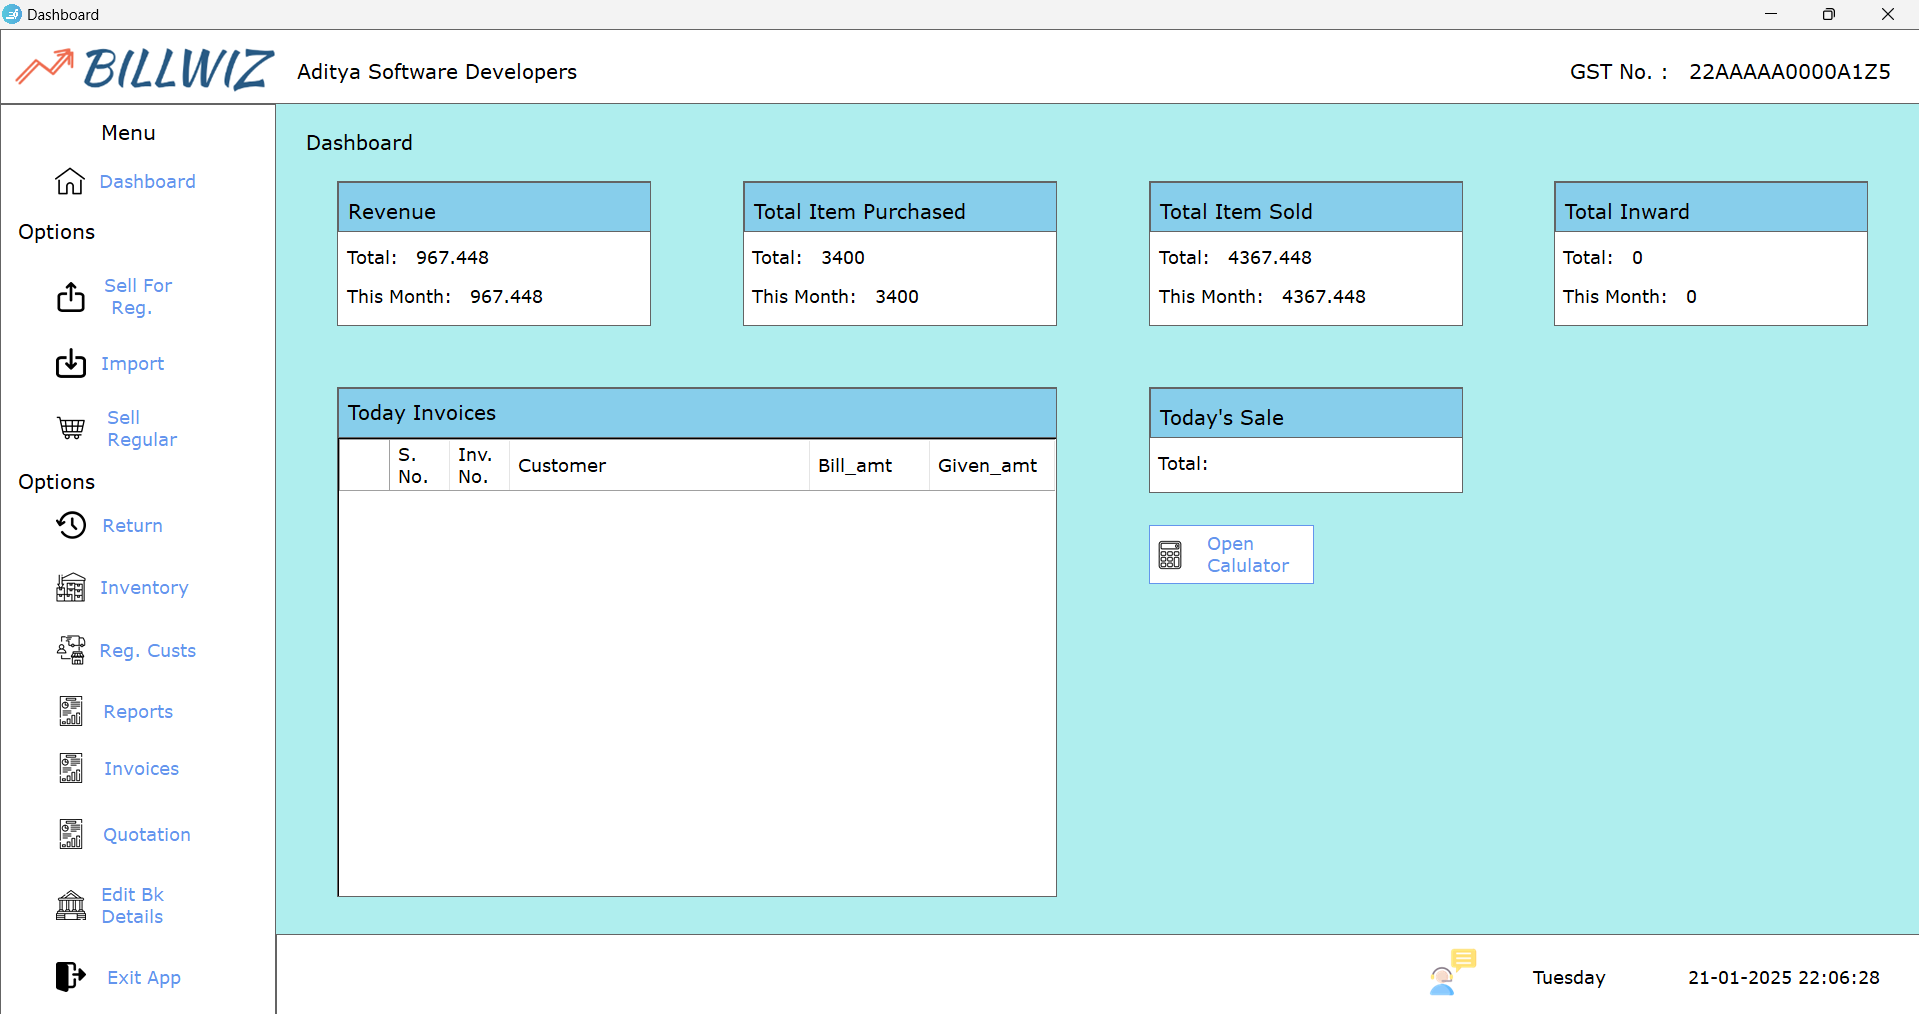 Dashboard
BILLWIZ
Aditya Software Developers
GST No. : 22AAAAA0000A1Z5
Menu
Dashboard
Options
Sell For
Reg.
Import
Sell
Regular
Options
Return
Inventory
Reg. Custs
Reports
Invoices
Quotation
Edit Bk
Details
Exit App
Dashboard
Revenue
Total: 967.448
This Month: 967.448
Total Item Purchased
Total: 3400
This Month: 3400
Total Item Sold
Total: 4367.448
This Month: 4367.448
Total Inward
Total: 0
This Month: 0
Today Invoices
S. No. Inv. No. Customer Bill_amt Given_amt
Today's Sale
Total:
Open
Calulator
Tuesday 21-01-2025 22:06:28